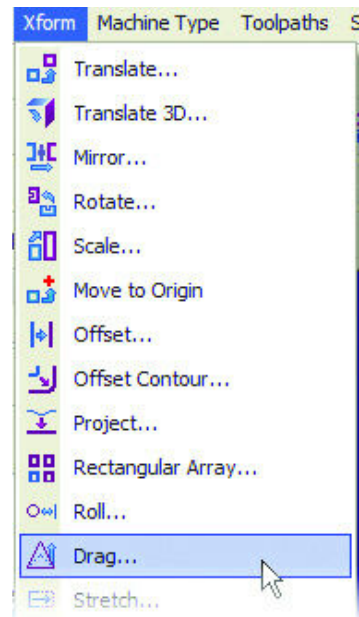 Xform Machine Type Toolpaths
Translate...
Translate 3D...
Mirror...
Rotate...
Scale...
Move to Origin
Offset...
Offset Contour...
Project...
Rectangular Array...
Roll...
Drag...
Stretch...